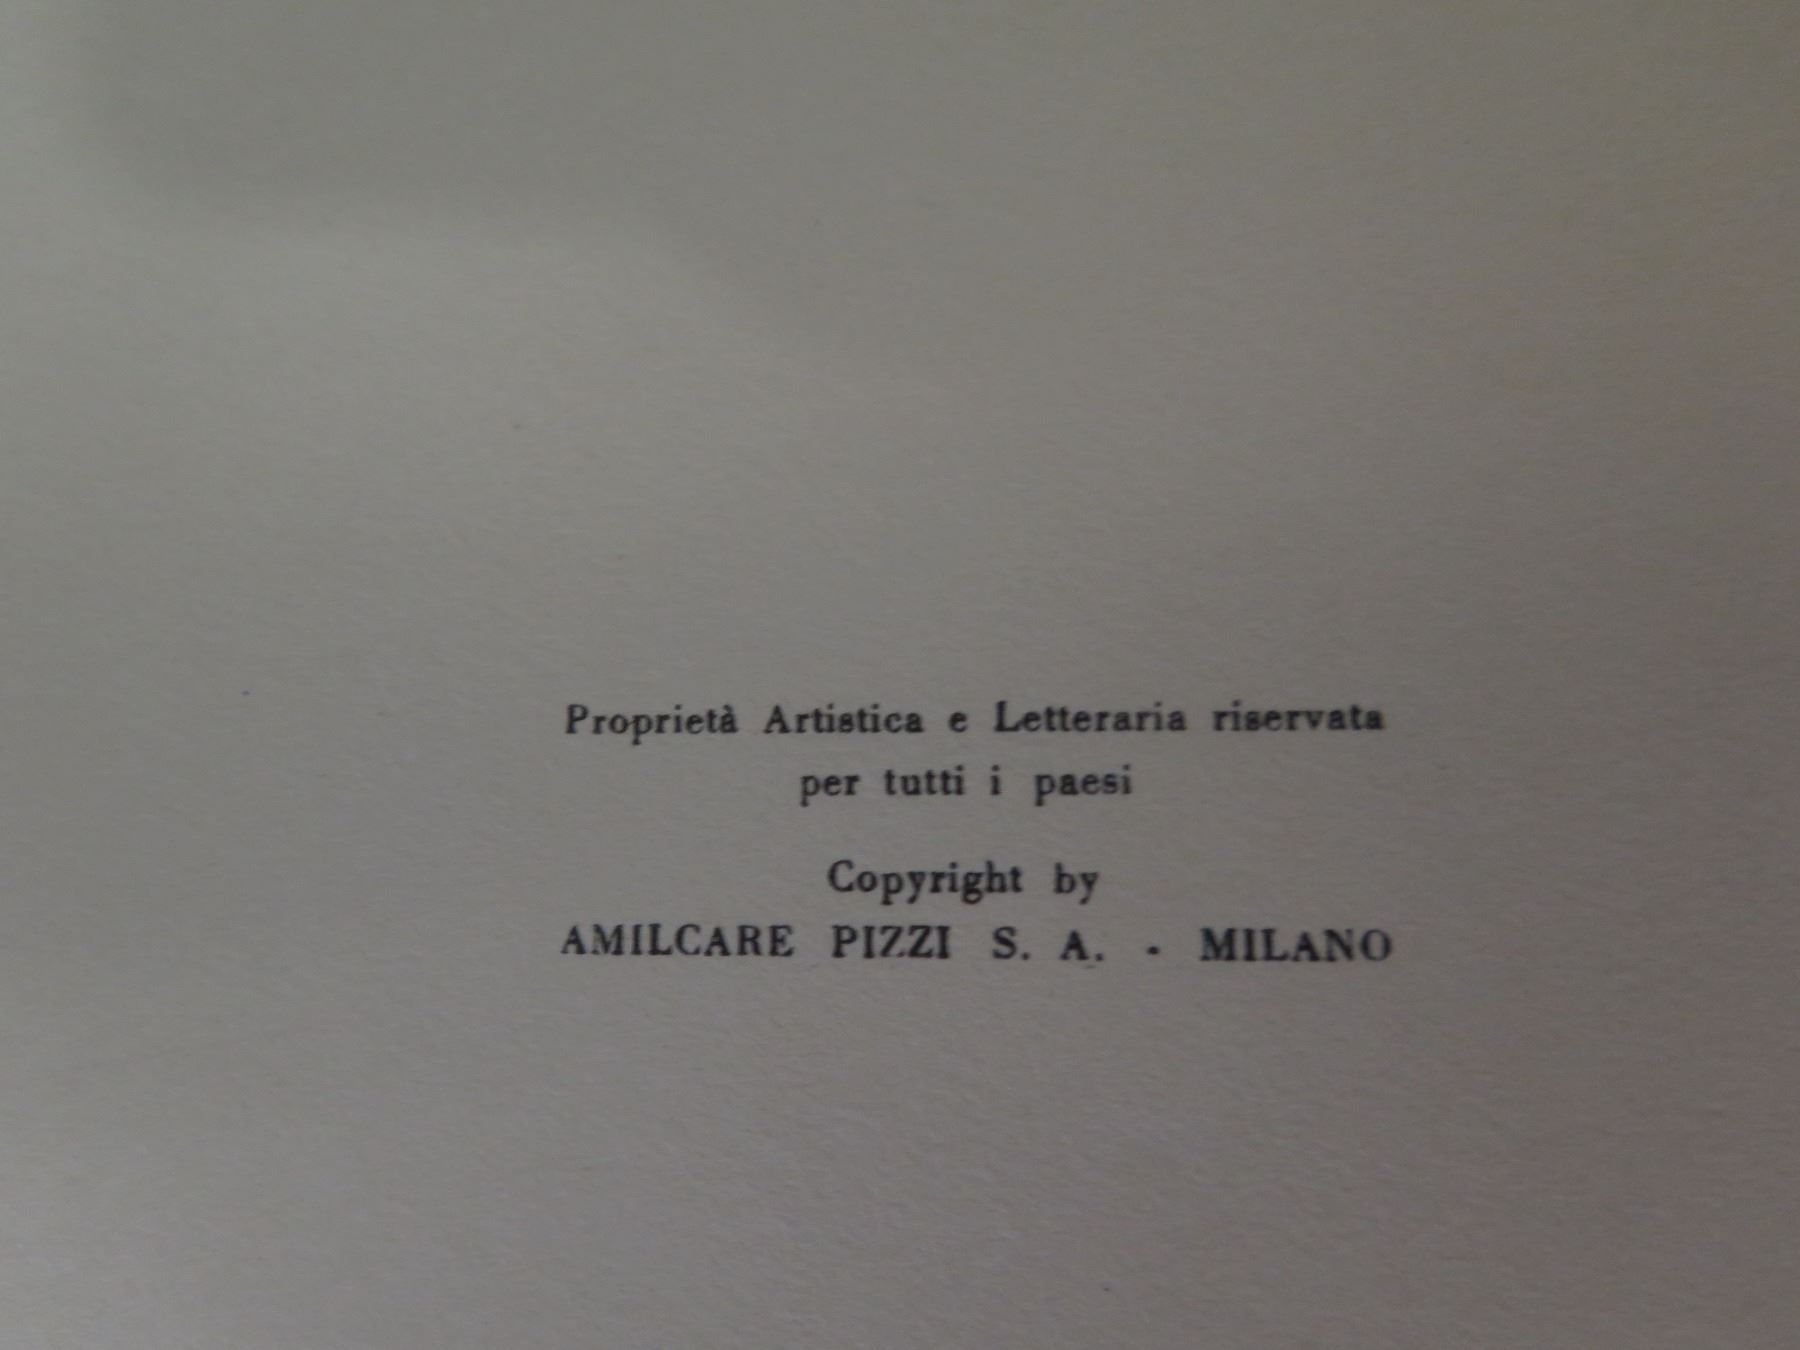 Proprietà Artistica e Letteraria riservata
per tutti i paesi
Copyright by
AMILCARE PIZZI S. A. - MILANO